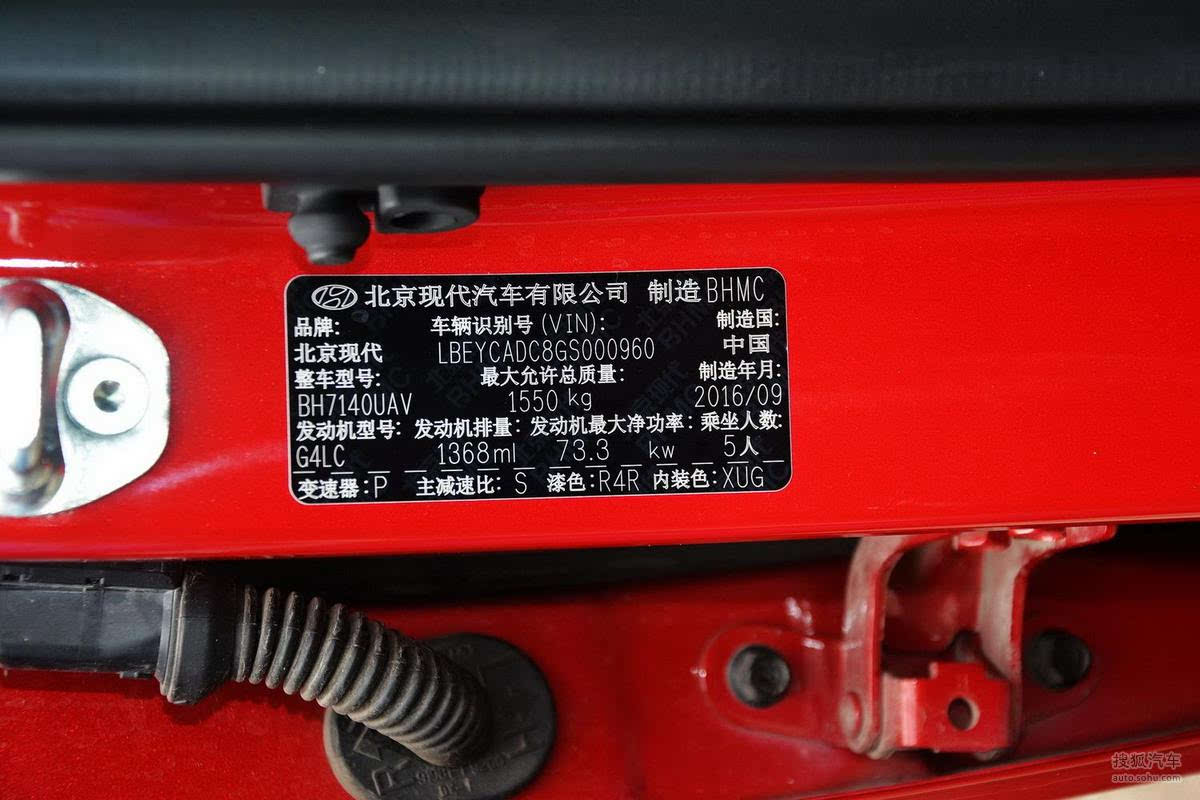 北京现代汽车有限公司 制造 BHMC
品牌: 车辆识别号(VIN): 制造国:
北京现代 LBEYCADC8GS000960 中国
整车型号: 最大允许总质量: 制造年月:
BH7140UAV 1550 kg 2016/09
发动机型号: 发动机排量: 发动机最大净功率: 乘坐人数:
G4LC 1368ml 73.3 kw 5人
变速器:P 主减速比: S 漆色:R4R 内装色:XUG
搜狐汽车
auto.sohu.com